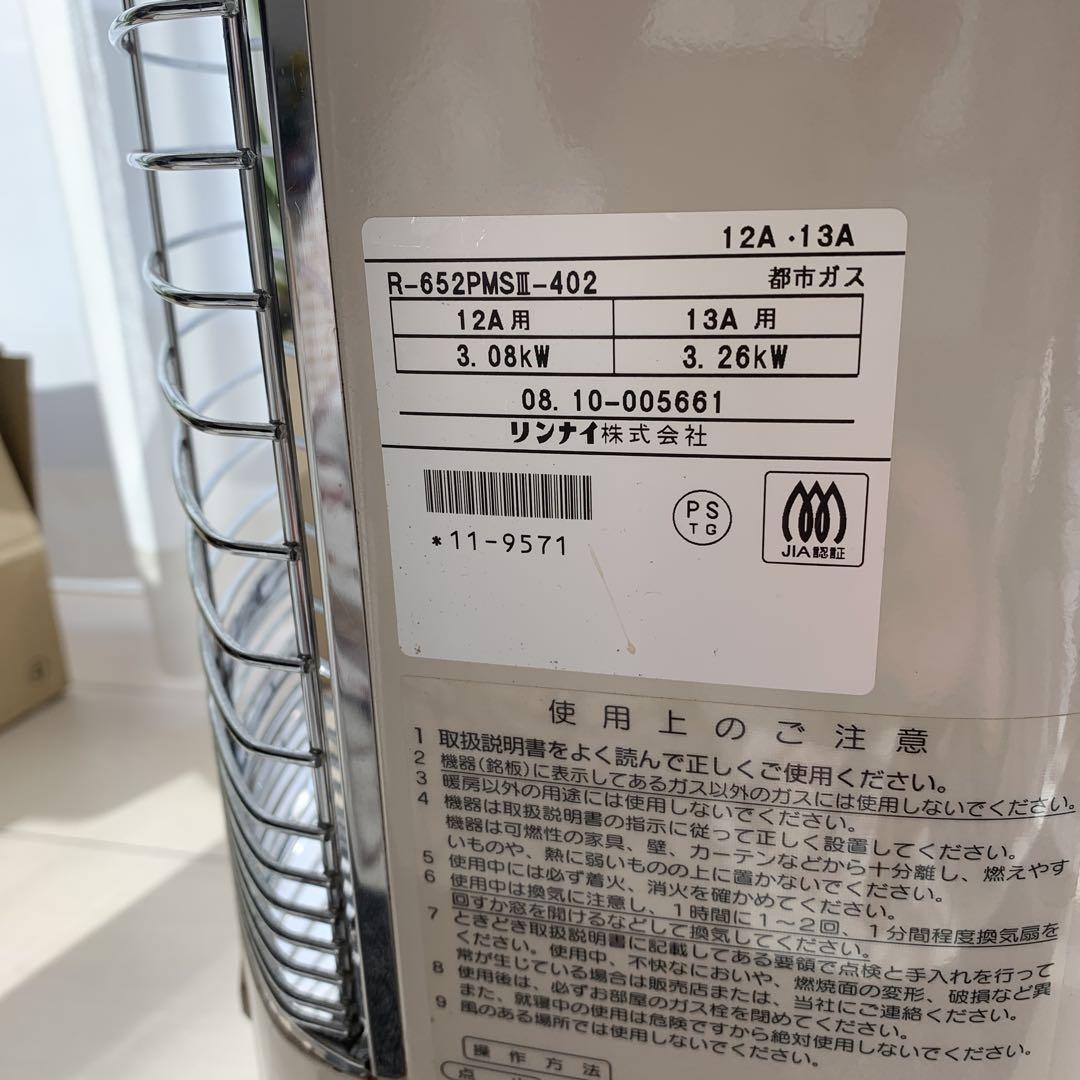 12A・13A
R-652PMSⅢ-402 都市ガス
12A用 13A 用
3.08kW 3.26kW
08.10-005661
リンナイ株式会社
PS
TG
JIA認証
*11-9571
使用上のご注意
1 取扱説明書をよく読んで正しくご使用ください。
2 機器(銘板)に表示してあるガス以外のガスには使用しないでください。
3 暖房以外の用途には使用しないでください。
4 機器は取扱説明書の指示に従って正しく設置してください。
機器は可燃性の家具、壁、カーテンなどから十分離し、燃えやす
いものや、熱に弱いものの上に置かないでください。
5 使用中には必ず着火、消火を確かめてください。
6 使用中は換気に注意し、1時間に1〜2回、1分間程度換気扇を
回すか窓を開けるなどして換気してください。
7 ときどき取扱説明書に記載してある要領で点検と手入れを行って
ください。使用中、不快なにおいや、燃焼面の変形、破損など異
常が生じている場合は販売店または、当社にご連絡ください。
8 使用後は、必ずお部屋のガス栓を閉めてください。
また、就寝中の使用は危険ですから絶対使用しないでください。
9 風のある場所では使用しないでください。
操作方法